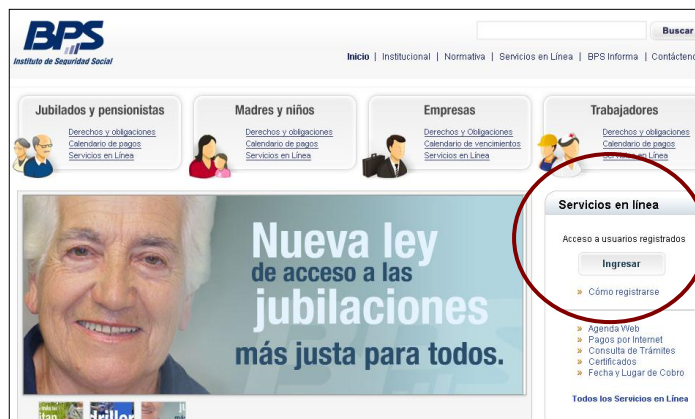 BPS
Instituto de Seguridad Social
Buscar
Inicio | Institucional | Normativa | Servicios en Línea | BPS Informa |
Jubilados y pensionistas
Derechos y obligaciones
Calendario de pagos
Servicios en Línea
Madres y niños
Derechos y obligaciones
Calendario de pagos
Servicios en Línea
Empresas
Derechos y Obligaciones
Calendario de vencimientos
Servicios en Línea
Trabajadores
Derechos y obligaciones
Calendario de pagos
Servicios en Línea
Nueva ley
de acceso a las
jubilaciones
más justa para todos.
Servicios en línea
Acceso a usuarios registrados
Ingresar
» Cómo registrarse
» Agenda Web
» Pagos por Internet
» Consulta de Trámites
» Certificados
» Fecha y Lugar de Cobro
Todos los Servicios en Línea